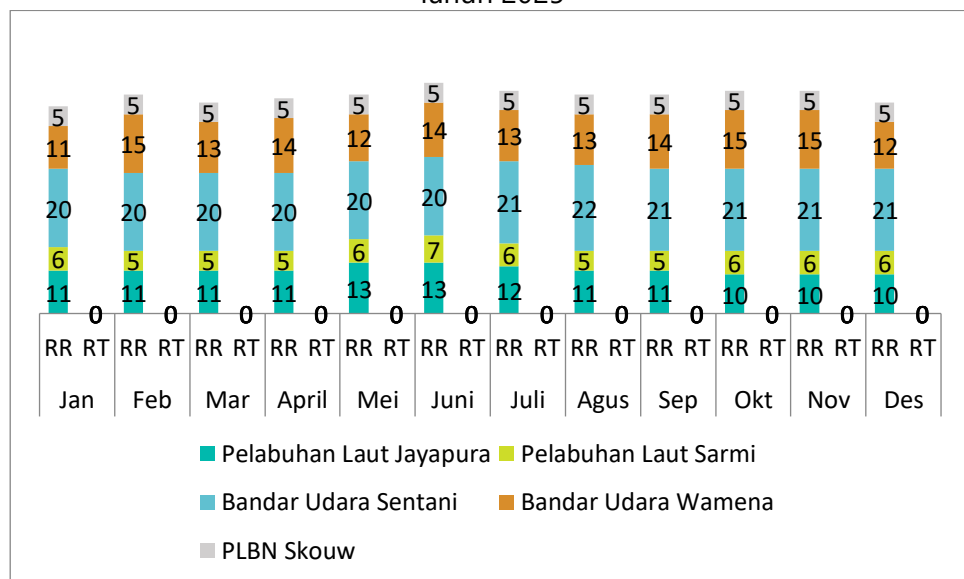 Tahun
5 5 5 5 5 5 5 5 5 5 5 5
11 15 13 14 12 14 13 13 14 15 15 12
20 20 20 20 20 20 21 22 21 21 21 21
6 5 5 5 6 7 6 5 5 6 6 6
11 11 11 11 13 13 12 11 11 10 10 10
0 0 0 0 0 0 0 0 0 0 0 0
RR RT RR RT RR RT RR RT RR RT RR RT RR RT RR RT RR RT RR RT RR RT RR RT
Jan Feb Mar April Mei Juni Juli Agus Sep Okt Nov Des
Pelabuhan Laut Jayapura Pelabuhan Laut Sarmi
Bandar Udara Sentani Bandar Udara Wamena
PLBN Skouw